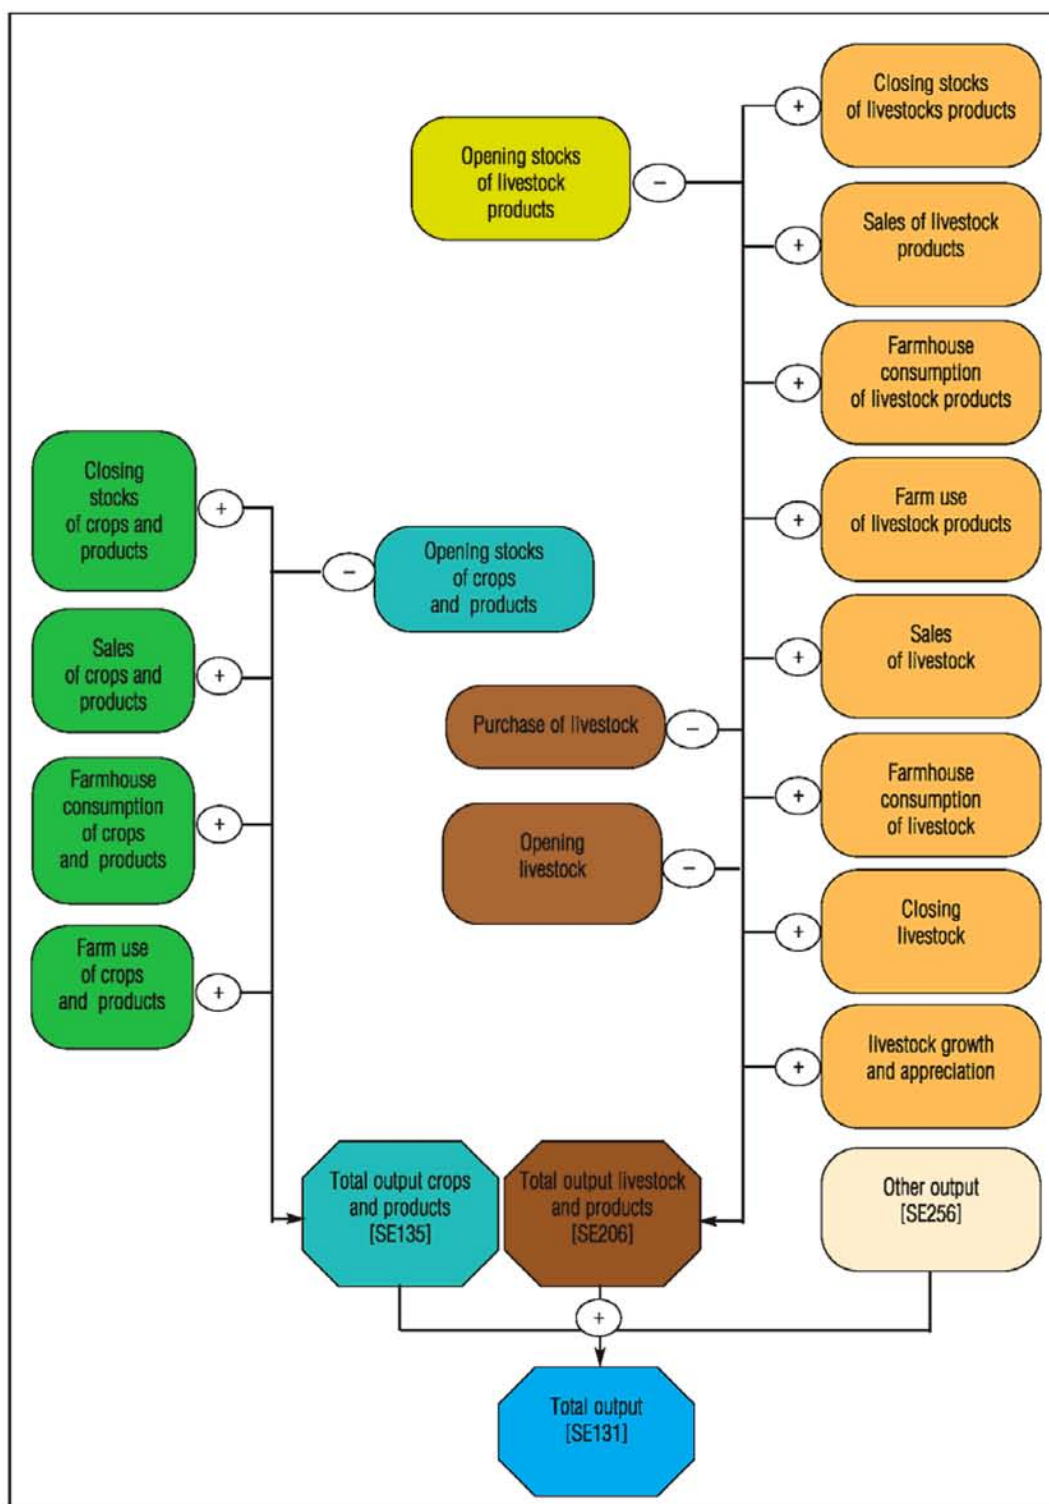 Closing stocks
of livestocks products
+
Opening stocks
of livestock
products
−
Sales of livestock
products
+
Farmhouse
consumption
of livestock products
+
Closing
stocks
of crops and
products
+
Farm use
of livestock products
+
Opening stocks
of crops
and products
−
Sales
of crops and
products
+
Sales
of livestock
+
Purchase of livestock
−
Farmhouse
consumption
of crops
and products
+
Farmhouse
consumption
of livestock
+
Opening
livestock
−
Closing
livestock
+
Farm use
of crops
and products
+
livestock growth
and appreciation
+
Total output crops
and products
[SE135]
Total output livestock
and products
[SE206]
Other output
[SE256]
+
Total output
[SE131]